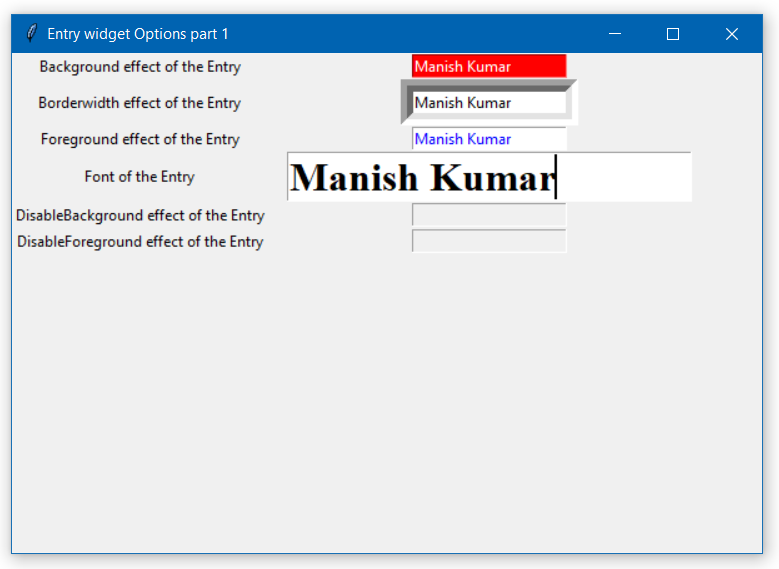 Entry widget Options part 1
Background effect of the Entry Manish Kumar
Borderwidth effect of the Entry Manish Kumar
Foreground effect of the Entry Manish Kumar
Font of the Entry Manish Kumar
DisableBackground effect of the Entry
DisableForeground effect of the Entry